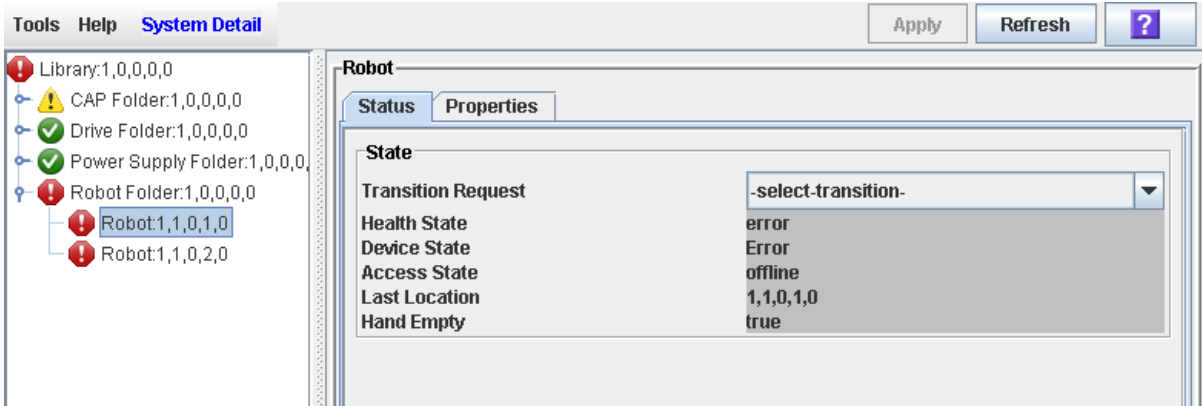 Tools Help System Detail
Apply Refresh ?
Library:1,0,0,0,0
CAP Folder:1,0,0,0,0
Drive Folder:1,0,0,0,0
Power Supply Folder:1,0,0,0,
Robot Folder:1,0,0,0,0
Robot:1,1,0,1,0
Robot:1,1,0,2,0
Robot
Status Properties
State
Transition Request -select-transition-
Health State error
Device State Error
Access State offline
Last Location 1,1,0,1,0
Hand Empty true